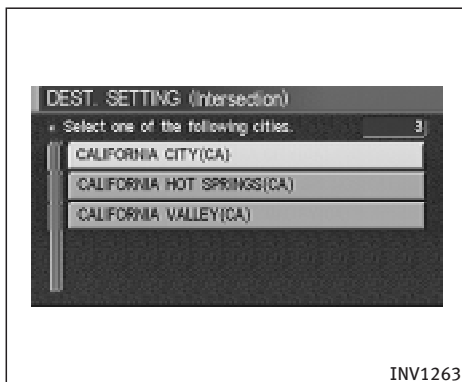 DEST. SETTING (Intersection)
Select one of the following cities.
3
CALIFORNIA CITY(CA)
CALIFORNIA HOT SPRINGS(CA)
CALIFORNIA VALLEY(CA)
INV1263